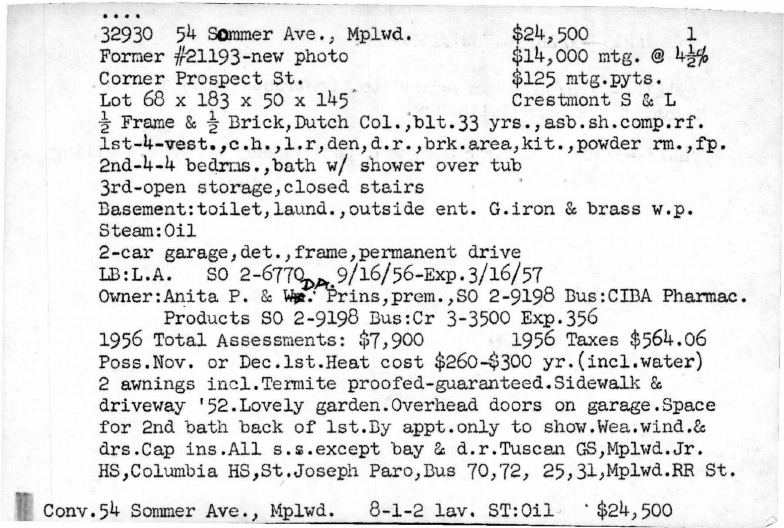 ....
32930 54 Sommer Ave., Mplwd. $24,500 1
Former #21193-new photo $14,000 mtg. @ 4½%
Corner Prospect St. $125 mtg.pyts.
Lot 68 x 183 x 50 x 145 Crestmont S & L
½ Frame & ½ Brick,Dutch Col.,blt.33 yrs.,asb.sh.comp.rf.
1st-4-vest.,c.h.,l.r,den,d.r.,brk.area,kit.,powder rm.,fp.
2nd-4-4 bedrms.,bath w/ shower over tub
3rd-open storage,closed stairs
Basement:toilet,laund.,outside ent. G.iron & brass w.p.
Steam:Oil
2-car garage,det.,frame,permanent drive
LB:L.A. SO 2-6770 9/16/56-Exp.3/16/57
Owner:Anita P. & Dr. Prins,prem.,SO 2-9198 Bus:CIBA Pharmac.
Products SO 2-9198 Bus:Cr 3-3500 Exp.356
1956 Total Assessments: $7,900 1956 Taxes $564.06
Poss.Nov. or Dec.1st.Heat cost $260-$300 yr.(incl.water)
2 awnings incl.Termite proofed-guaranteed.Sidewalk &
driveway '52.Lovely garden.Overhead doors on garage.Space
for 2nd bath back of 1st.By appt.only to show.Wea.wind.&
drs.Cap ins.All s.s.except bay & d.r.Tuscan GS,Mplwd.Jr.
HS,Columbia HS,St.Joseph Paro,Bus 70,72, 25,31,Mplwd.RR St.
Conv.54 Sommer Ave., Mplwd. 8-1-2 lav. ST:Oil $24,500